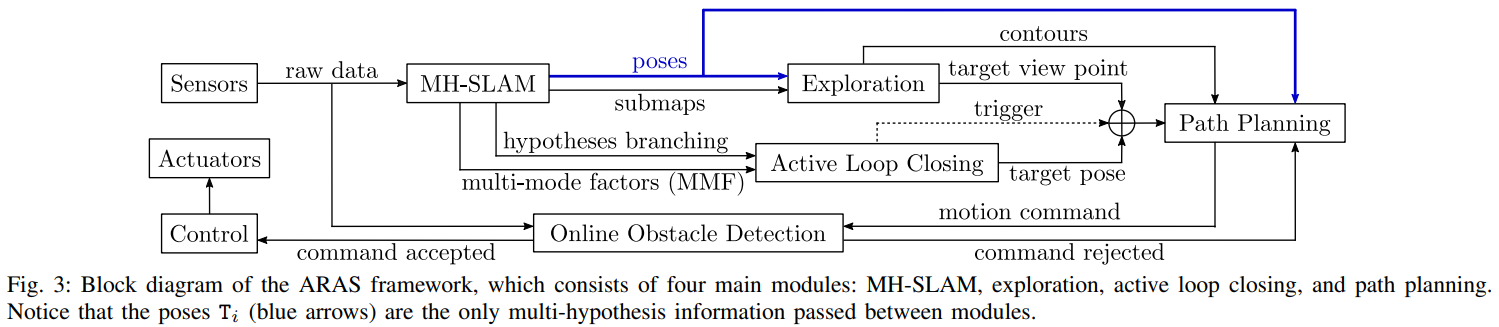 contours
poses
Sensors
raw data
MH-SLAM
submaps
Exploration
target view point
trigger
Path Planning
hypotheses branching
Actuators
multi-mode factors (MMF)
Active Loop Closing
target pose
motion command
Control
Online Obstacle Detection
command accepted
command rejected
Fig. 3: Block diagram of the ARAS framework, which consists of four main modules: MH-SLAM, exploration, active loop closing, and path planning.
Notice that the poses Tᵢ (blue arrows) are the only multi-hypothesis information passed between modules.